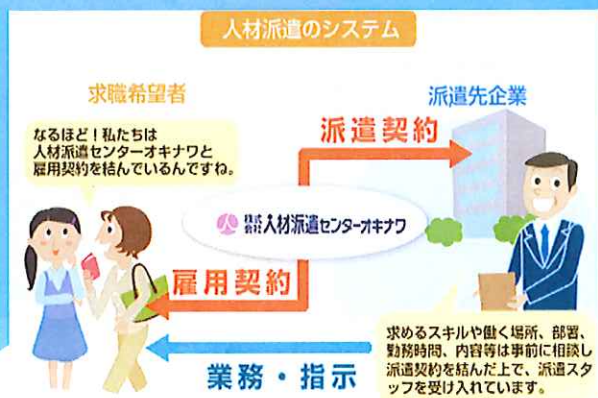 人材派遣のシステム
求職希望者
派遣先企業
なるほど！私たちは
人材派遣センターオキナワと
雇用契約を結んでいるんですね。
派遣契約
株式会社 人材派遣センターオキナワ
雇用契約
業務・指示
求めるスキルや働く場所、部署、
勤務時間、内容等は事前に相談し
派遣契約を結んだ上で、派遣スタ
ッフを受け入れています。